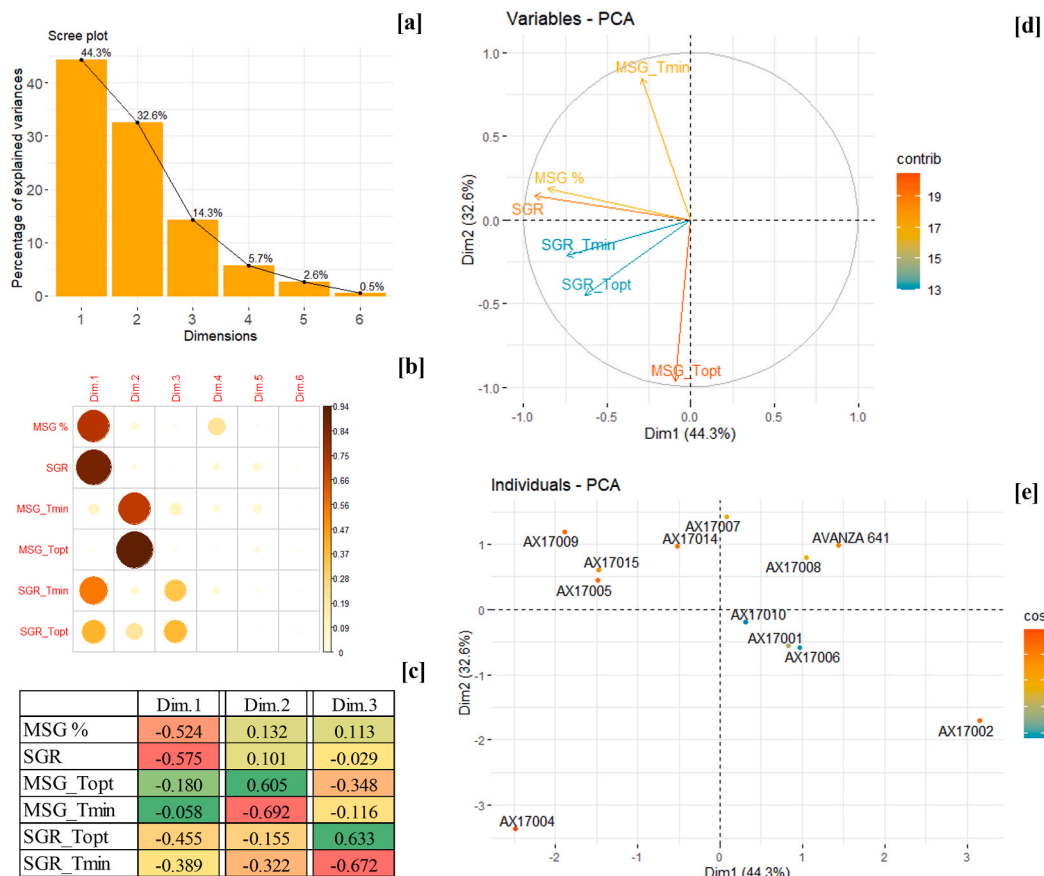 [a]
Scree plot
44.3%
32.6%
14.3%
5.7%
2.6%
0.5%
Percentage of explained variances
40
30
20
10
0
1 2 3 4 5 6
Dimensions
[b]
Dim.1 Dim.2 Dim.3 Dim.4 Dim.5 Dim.6
MSG %
SGR
MSG_Tmin
MSG_Topt
SGR_Tmin
SGR_Topt
0.94
0.84
0.75
0.66
0.56
0.47
0.37
0.28
0.19
0.09
0
[c]
Dim.1 Dim.2 Dim.3
MSG % -0.524 0.132 0.113
SGR -0.575 0.101 -0.029
MSG_Topt -0.180 0.605 -0.348
MSG_Tmin -0.058 -0.692 -0.116
SGR_Topt -0.455 -0.155 0.633
SGR_Tmin -0.389 -0.322 -0.672
[d]
Variables - PCA
1.0
0.5
0.0
-0.5
-1.0
Dim2 (32.6%)
MSG_Tmin
MSG %
SGR
SGR_Tmin
SGR_Topt
MSG_Topt
-1.0 -0.5 0.0 0.5 1.0
Dim1 (44.3%)
contrib
19
17
15
13
[e]
Individuals - PCA
1
0
-1
-2
-3
Dim2 (32.6%)
AX17007
AX17009
AX17014
AVANZA 641
AX17015
AX17008
AX17005
AX17010
AX17001
AX17006
AX17002
AX17004
-2 -1 0 1 2 3
Dim1 (44.3%)
cos